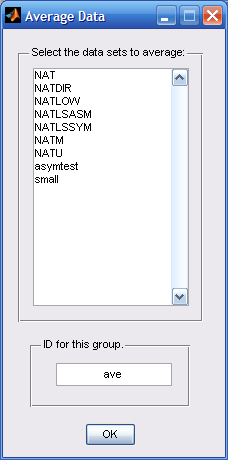 Average Data
Select the data sets to average:
NAT
NATDIR
NATLOW
NATLSASM
NATLSSYM
NATM
NATU
asymtest
small
ID for this group.
ave
OK